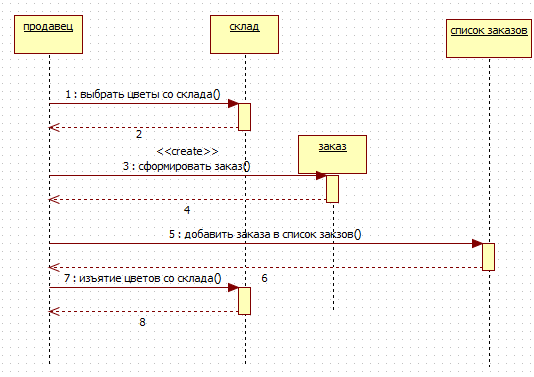 продавец
склад
список заказов
1 : выбрать цветы со склада()
2
<<create>>
заказ
3 : сформировать заказ()
4
5 : добавить заказа в список закзов()
6
7 : изъятие цветов со склада()
8